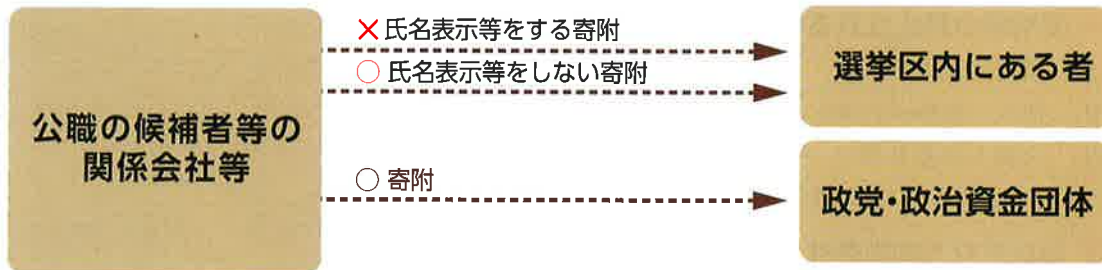 公職の候補者等の
関係会社等
×氏名表示等をする寄附
○氏名表示等をしない寄附
選挙区内にある者
○寄附
政党・政治資金団体